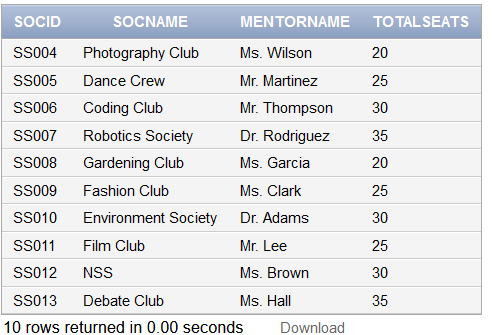 SOCID SOCNAME MENTORNAME TOTALSEATS
SS004 Photography Club Ms. Wilson 20
SS005 Dance Crew Mr. Martinez 25
SS006 Coding Club Mr. Thompson 30
SS007 Robotics Society Dr. Rodriguez 35
SS008 Gardening Club Ms. Garcia 20
SS009 Fashion Club Ms. Clark 25
SS010 Environment Society Dr. Adams 30
SS011 Film Club Mr. Lee 25
SS012 NSS Ms. Brown 30
SS013 Debate Club Ms. Hall 35
10 rows returned in 0.00 seconds Download